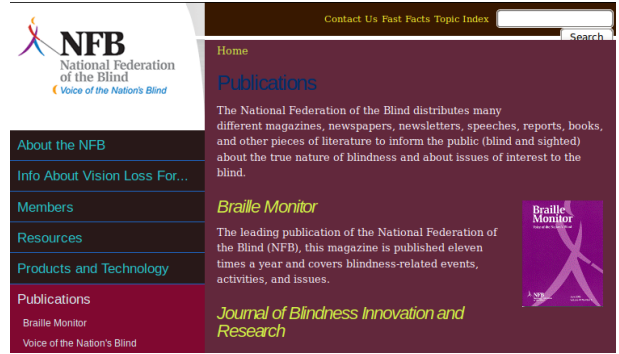 Contact Us Fast Facts Topic Index
Search
NFB
National Federation
of the Blind
Voice of the Nation's Blind
About the NFB
Info About Vision Loss For...
Members
Resources
Products and Technology
Publications
Braille Monitor
Voice of the Nation's Blind
Home
Publications
The National Federation of the Blind distributes many
different magazines, newspapers, newsletters, speeches, reports, books,
and other pieces of literature to inform the public (blind and sighted)
about the true nature of blindness and about issues of interest to the
blind.
Braille Monitor
The leading publication of the National Federation of
the Blind (NFB), this magazine is published eleven
times a year and covers blindness-related events,
activities, and issues.
Braille
Monitor
Voice of the Nation's Blind
NFB
Journal of Blindness Innovation and
Research